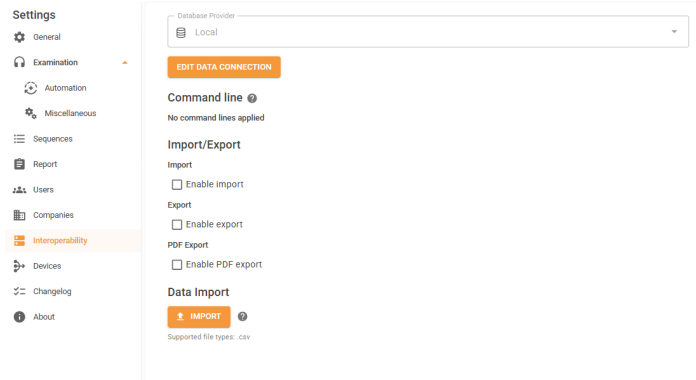 Settings
General
Examination
Automation
Miscellaneous
Sequences
Report
Users
Companies
Interoperability
Devices
Changelog
About
Database Provider
Local
EDIT DATA CONNECTION
Command line
No command lines applied
Import/Export
Import
Enable import
Export
Enable export
PDF Export
Enable PDF export
Data Import
IMPORT
Supported file types: .csv